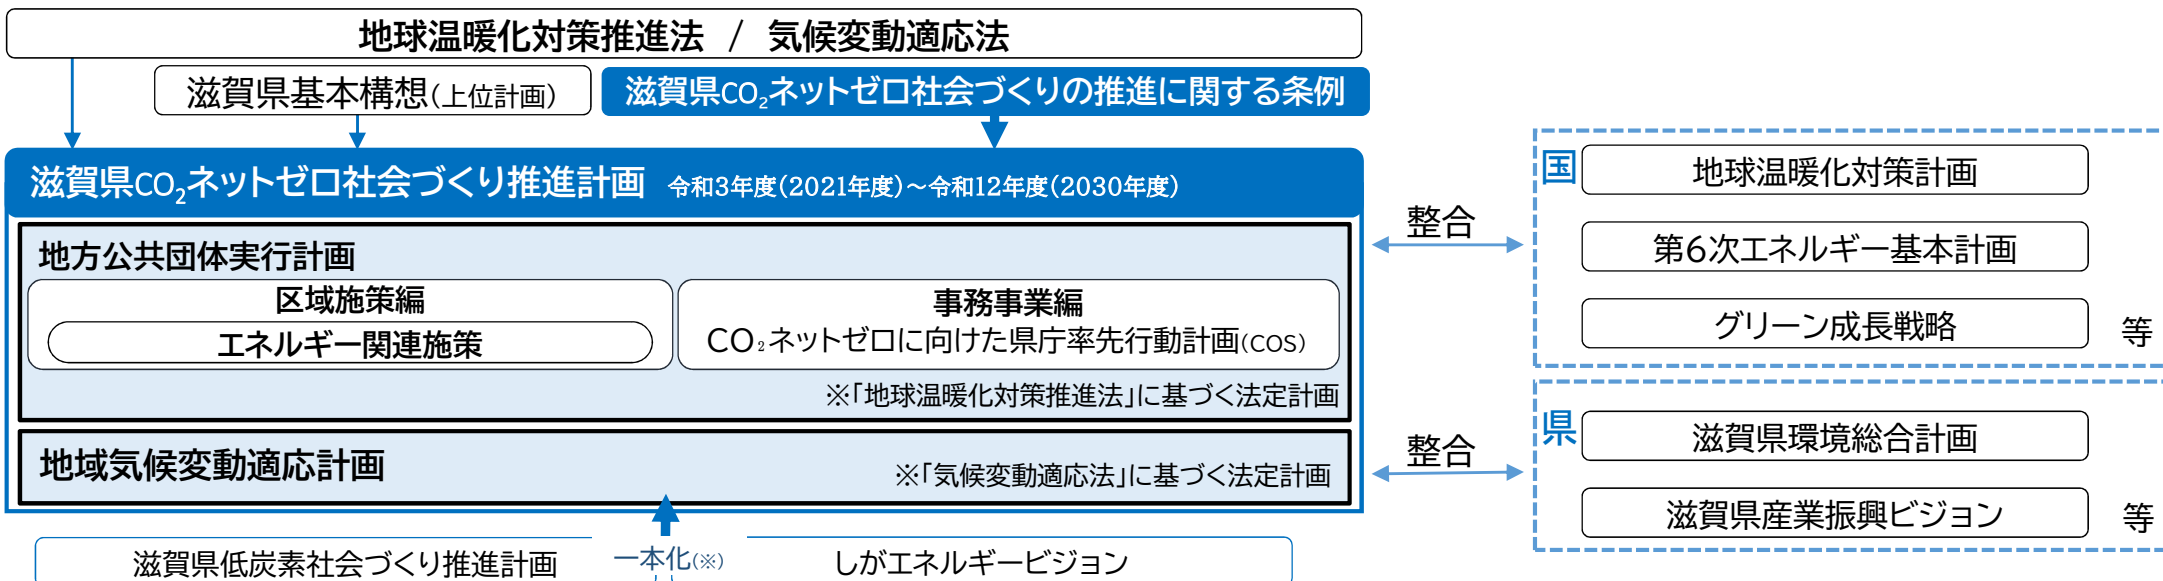 地球温暖化対策推進法 / 気候変動適応法
滋賀県基本構想(上位計画)
滋賀県CO₂ネットゼロ社会づくりの推進に関する条例
滋賀県CO₂ネットゼロ社会づくり推進計画 令和3年度(2021年度)～令和12年度(2030年度)
地方公共団体実行計画
区域施策編
エネルギー関連施策
事務事業編
CO₂ネットゼロに向けた県庁率先行動計画(COS)
※「地球温暖化対策推進法」に基づく法定計画
地域気候変動適応計画
※「気候変動適応法」に基づく法定計画
滋賀県低炭素社会づくり推進計画
一本化(※)
しがエネルギービジョン
整合
整合
国
地球温暖化対策計画
第6次エネルギー基本計画
グリーン成長戦略
等
県
滋賀県環境総合計画
滋賀県産業振興ビジョン
等